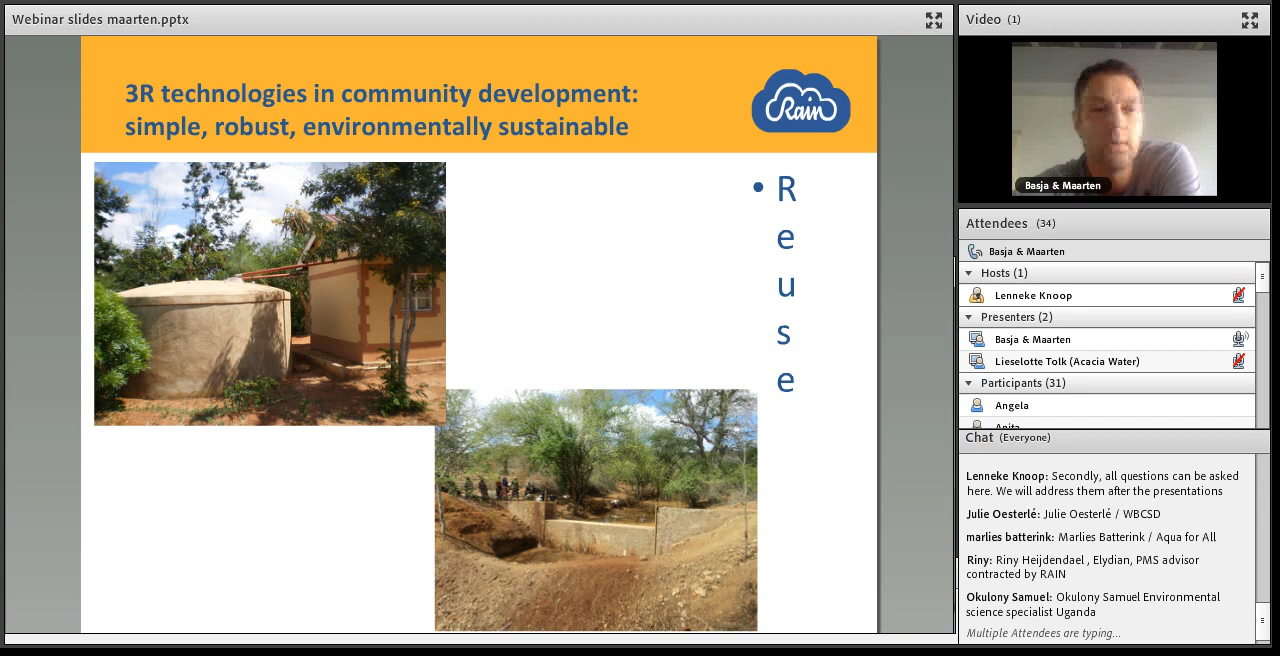 Webinar slides maarten.pptx
3R technologies in community development:
simple, robust, environmentally sustainable
Rain
• R
e
u
s
e
Video (1)
Basja & Maarten
Attendees (34)
Basja & Maarten
Hosts (1)
Lenneke Knoop
Presenters (2)
Basja & Maarten
Lieselotte Tolk (Acacia Water)
Participants (31)
Angela
Anita
Chat (Everyone)
Lenneke Knoop: Secondly, all questions can be asked
here. We will address them after the presentations
Julie Oesterlé: Julie Oesterlé / WBCSD
marlies batterink: Marlies Batterink / Aqua for All
Riny: Riny Heijdendael , Elydian, PMS advisor
contracted by RAIN
Okulony Samuel: Okulony Samuel Environmental
science specialist Uganda
Multiple Attendees are typing...